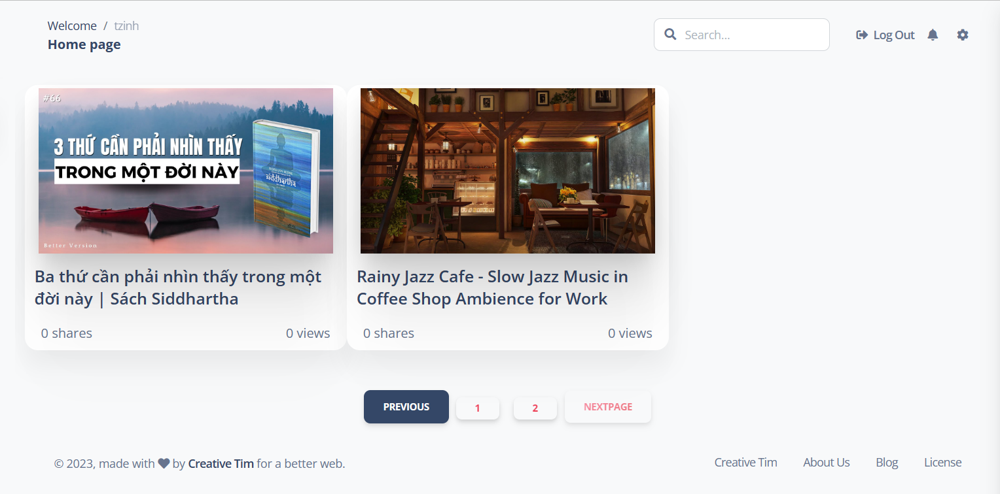 Welcome / tzinh
Home page
Search...
Log Out
#66
3 THỨ CẦN PHẢI NHÌN THẤY
TRONG MỘT ĐỜI NÀY
siddhartha
Better Version
Ba thứ cần phải nhìn thấy trong một
đời này | Sách Siddhartha
0 shares
0 views
Rainy Jazz Cafe - Slow Jazz Music in
Coffee Shop Ambience for Work
0 shares
0 views
PREVIOUS
1
2
NEXTPAGE
© 2023, made with by Creative Tim for a better web.
Creative Tim
About Us
Blog
License